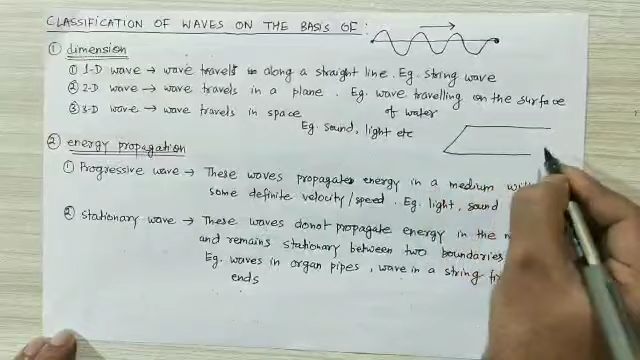 CLASSIFICATION OF WAVES ON THE BASIS OF :
① dimension
① 1-D wave → wave travels along a straight line. Eg. String wave
② 2-D wave → wave travels in a plane. Eg. wave travelling on the surface
of water
③ 3-D wave → wave travels in space
Eg. Sound, light etc
② energy propagation
① Progressive wave → These waves propagate energy in a medium with
some definite velocity/speed. Eg. light, sound
② Stationary wave → These waves donot propagate energy in the
and remains stationary between two boundaries
Eg. waves in organ pipes, wave in a string
ends